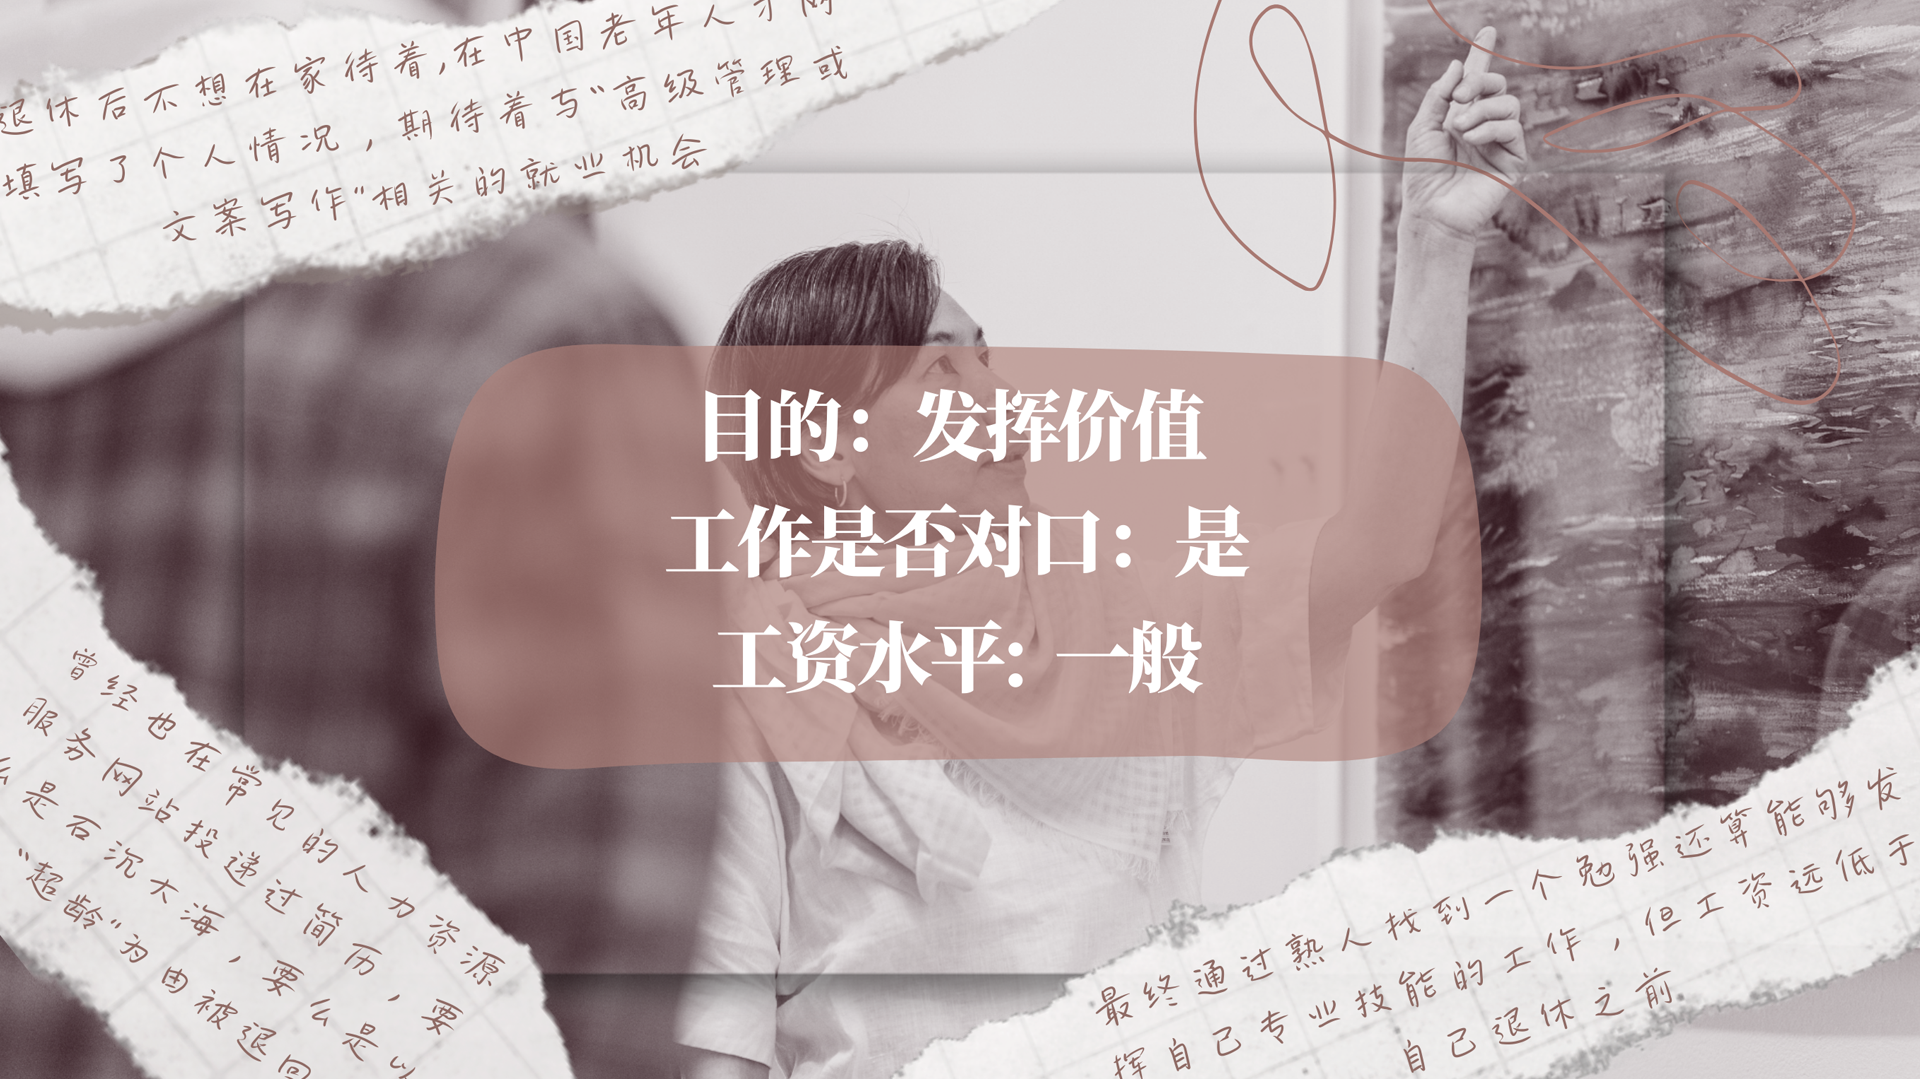 退休后不想在家待着,在中国老年人才网
填写了个人情况，期待着与“高级管理或
文案写作”相关的就业机会
目的：发挥价值
工作是否对口：是
工资水平：一般
曾经也在常见的人力资源
服务网站投递过简历，要
么是石沉大海，要么是以
“超龄”为由被退回
最终通过熟人找到一个勉强还算能够发
挥自己专业技能的工作，但工资远低于
自己退休之前